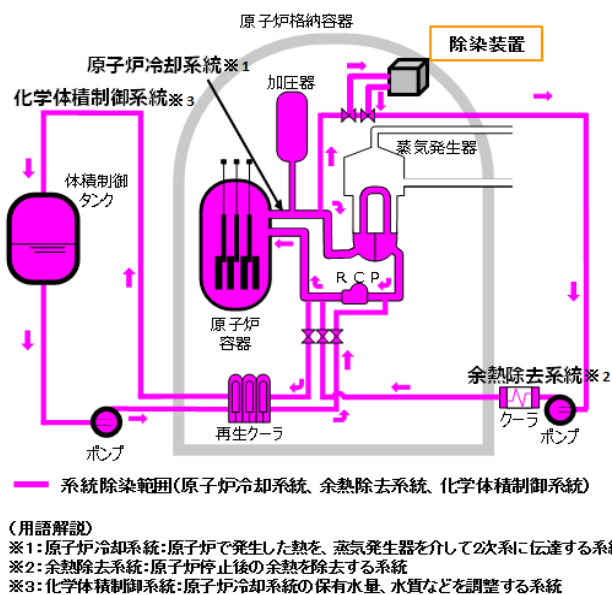 原子炉格納容器
除染装置
原子炉冷却系統※1
加圧器
化学体積制御系統※3
蒸気発生器
体積制御
タンク
RCP
原子炉
容器
余熱除去系統※2
クーラ
再生クーラ
ポンプ
ポンプ
系統除染範囲(原子炉冷却系統、余熱除去系統、化学体積制御系統)
(用語解説)
※1:原子炉冷却系統:原子炉で発生した熱を、蒸気発生器を介して2次系に伝達する系
※2:余熱除去系統:原子炉停止後の余熱を除去する系統
※3:化学体積制御系統:原子炉冷却系統の保有水量、水質などを調整する系統